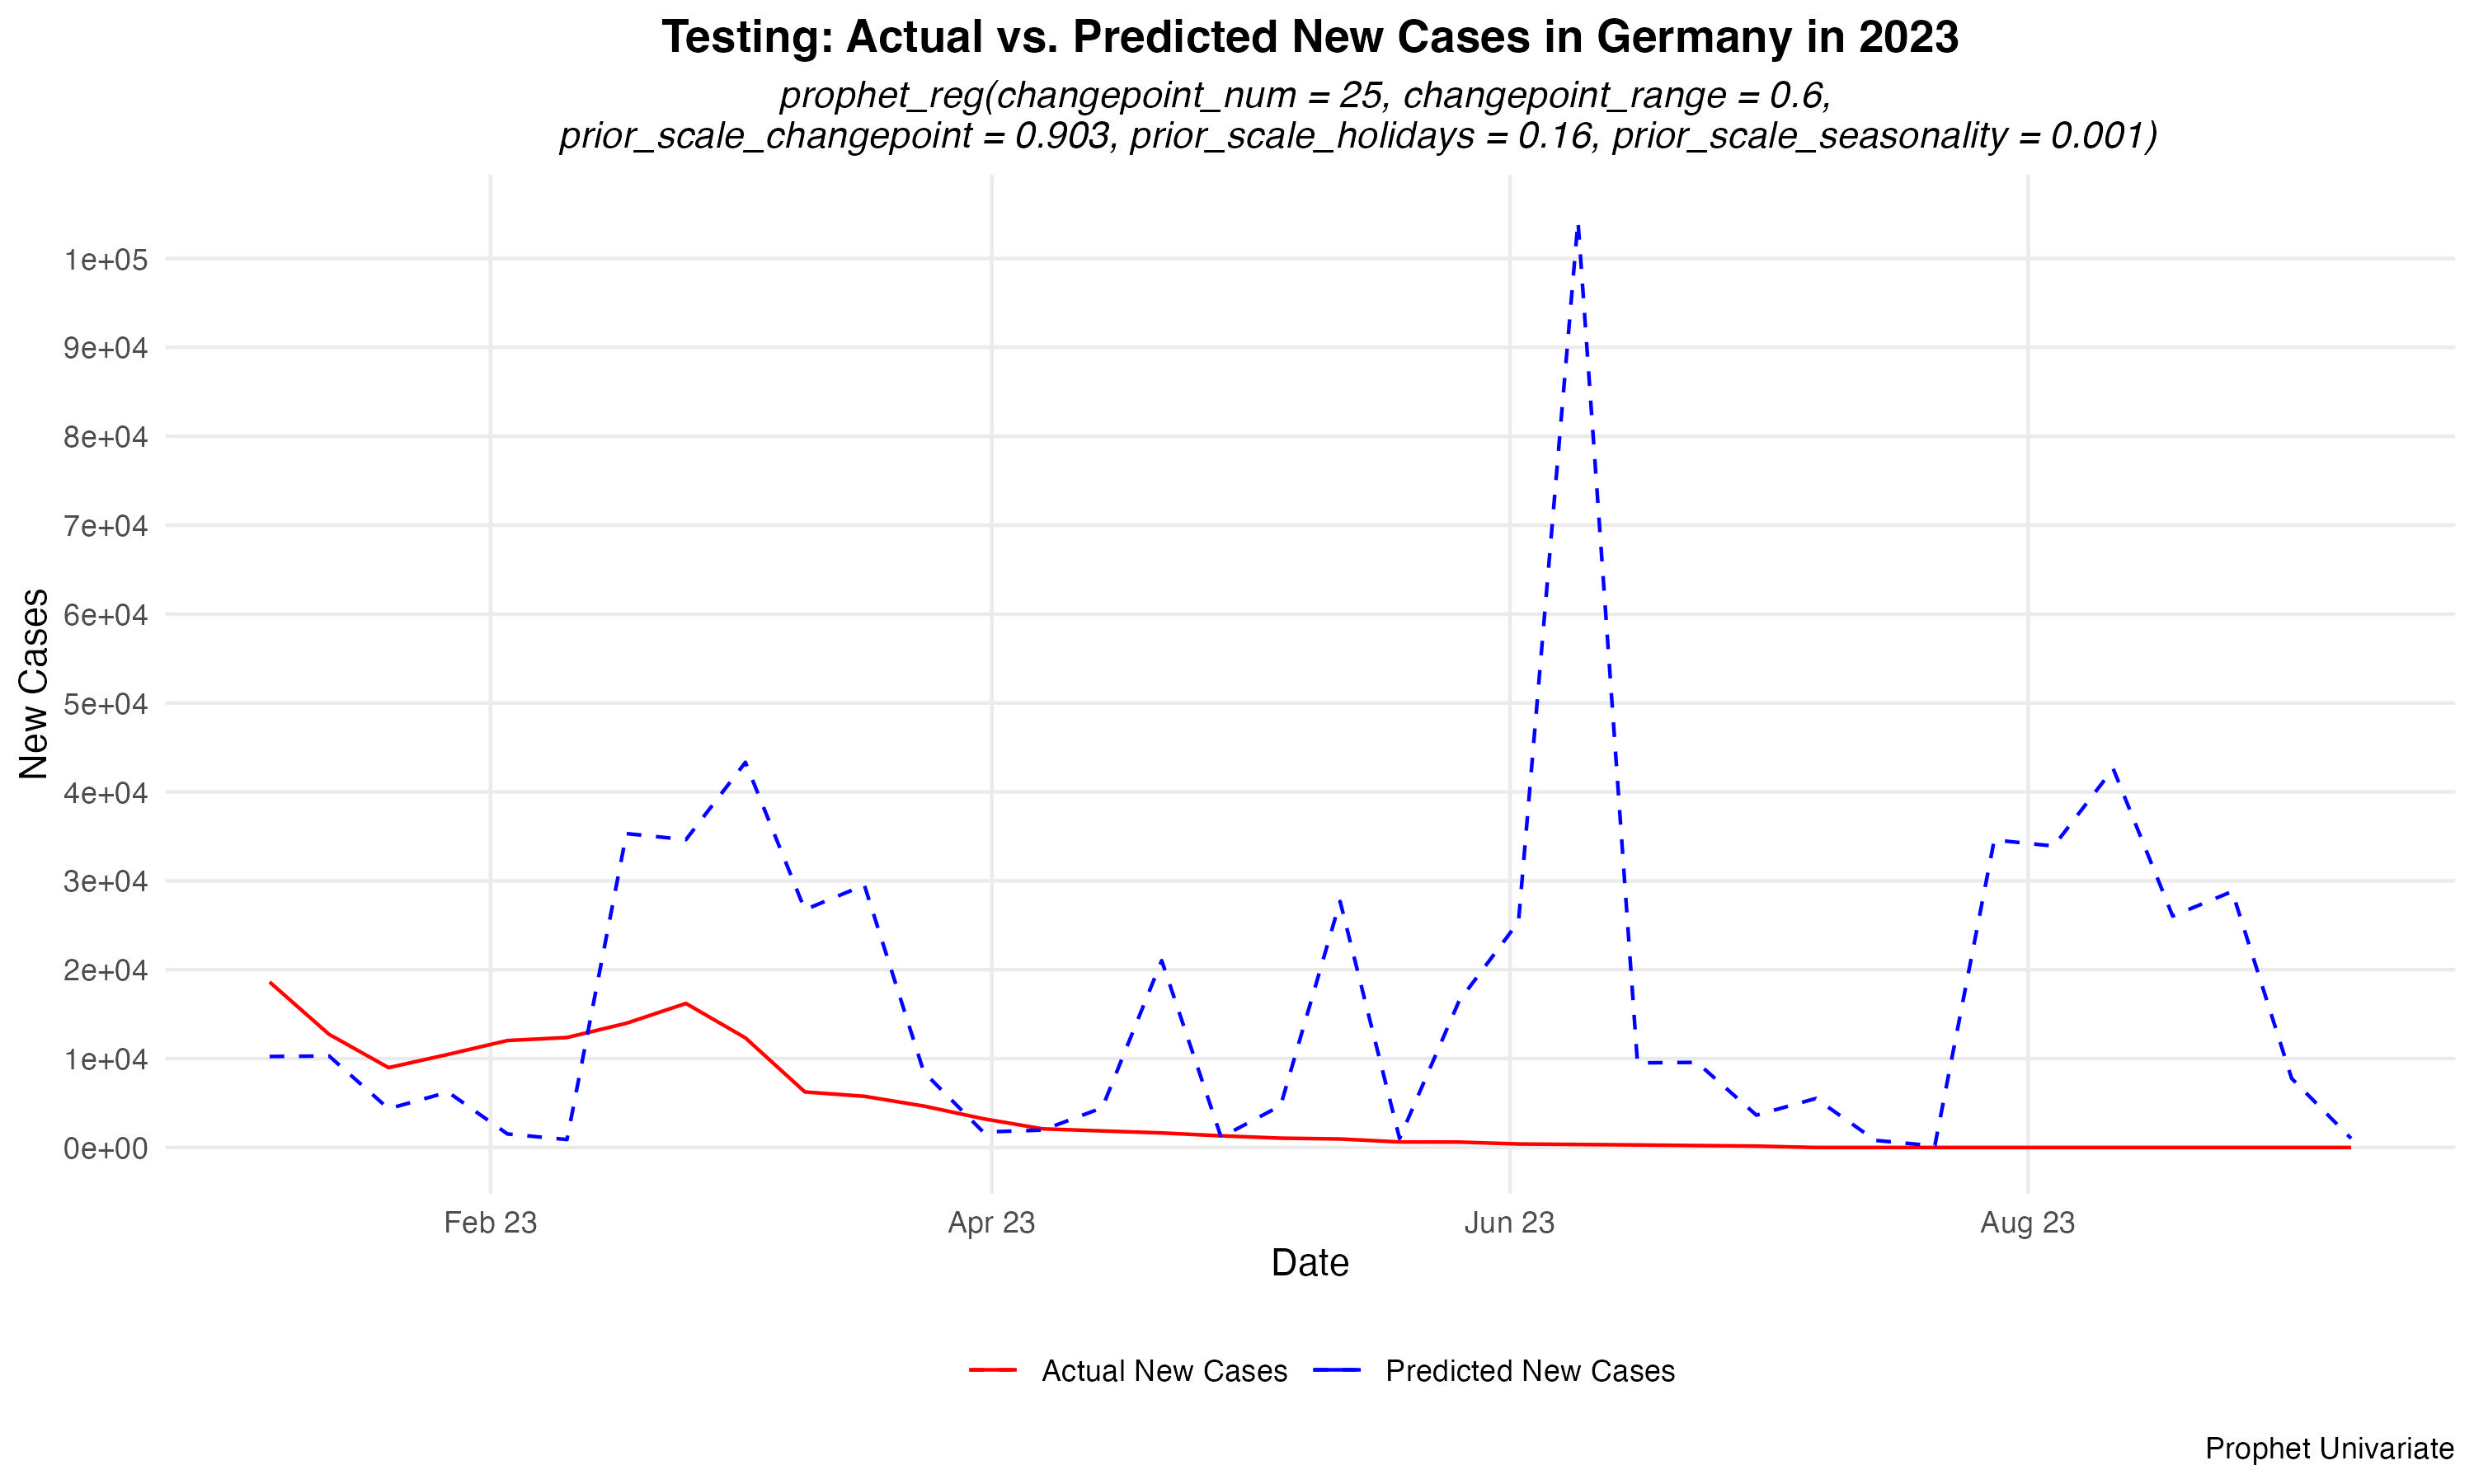 Testing: Actual vs. Predicted New Cases in Germany in 2023
prophet_reg(changepoint_num = 25, changepoint_range = 0.6,
prior_scale_changepoint = 0.903, prior_scale_holidays = 0.16, prior_scale_seasonality = 0.001)
New Cases
1e+05
9e+04
8e+04
7e+04
6e+04
5e+04
4e+04
3e+04
2e+04
1e+04
0e+00
Feb 23 Apr 23 Jun 23 Aug 23
Date
Actual New Cases Predicted New Cases
Prophet Univariate